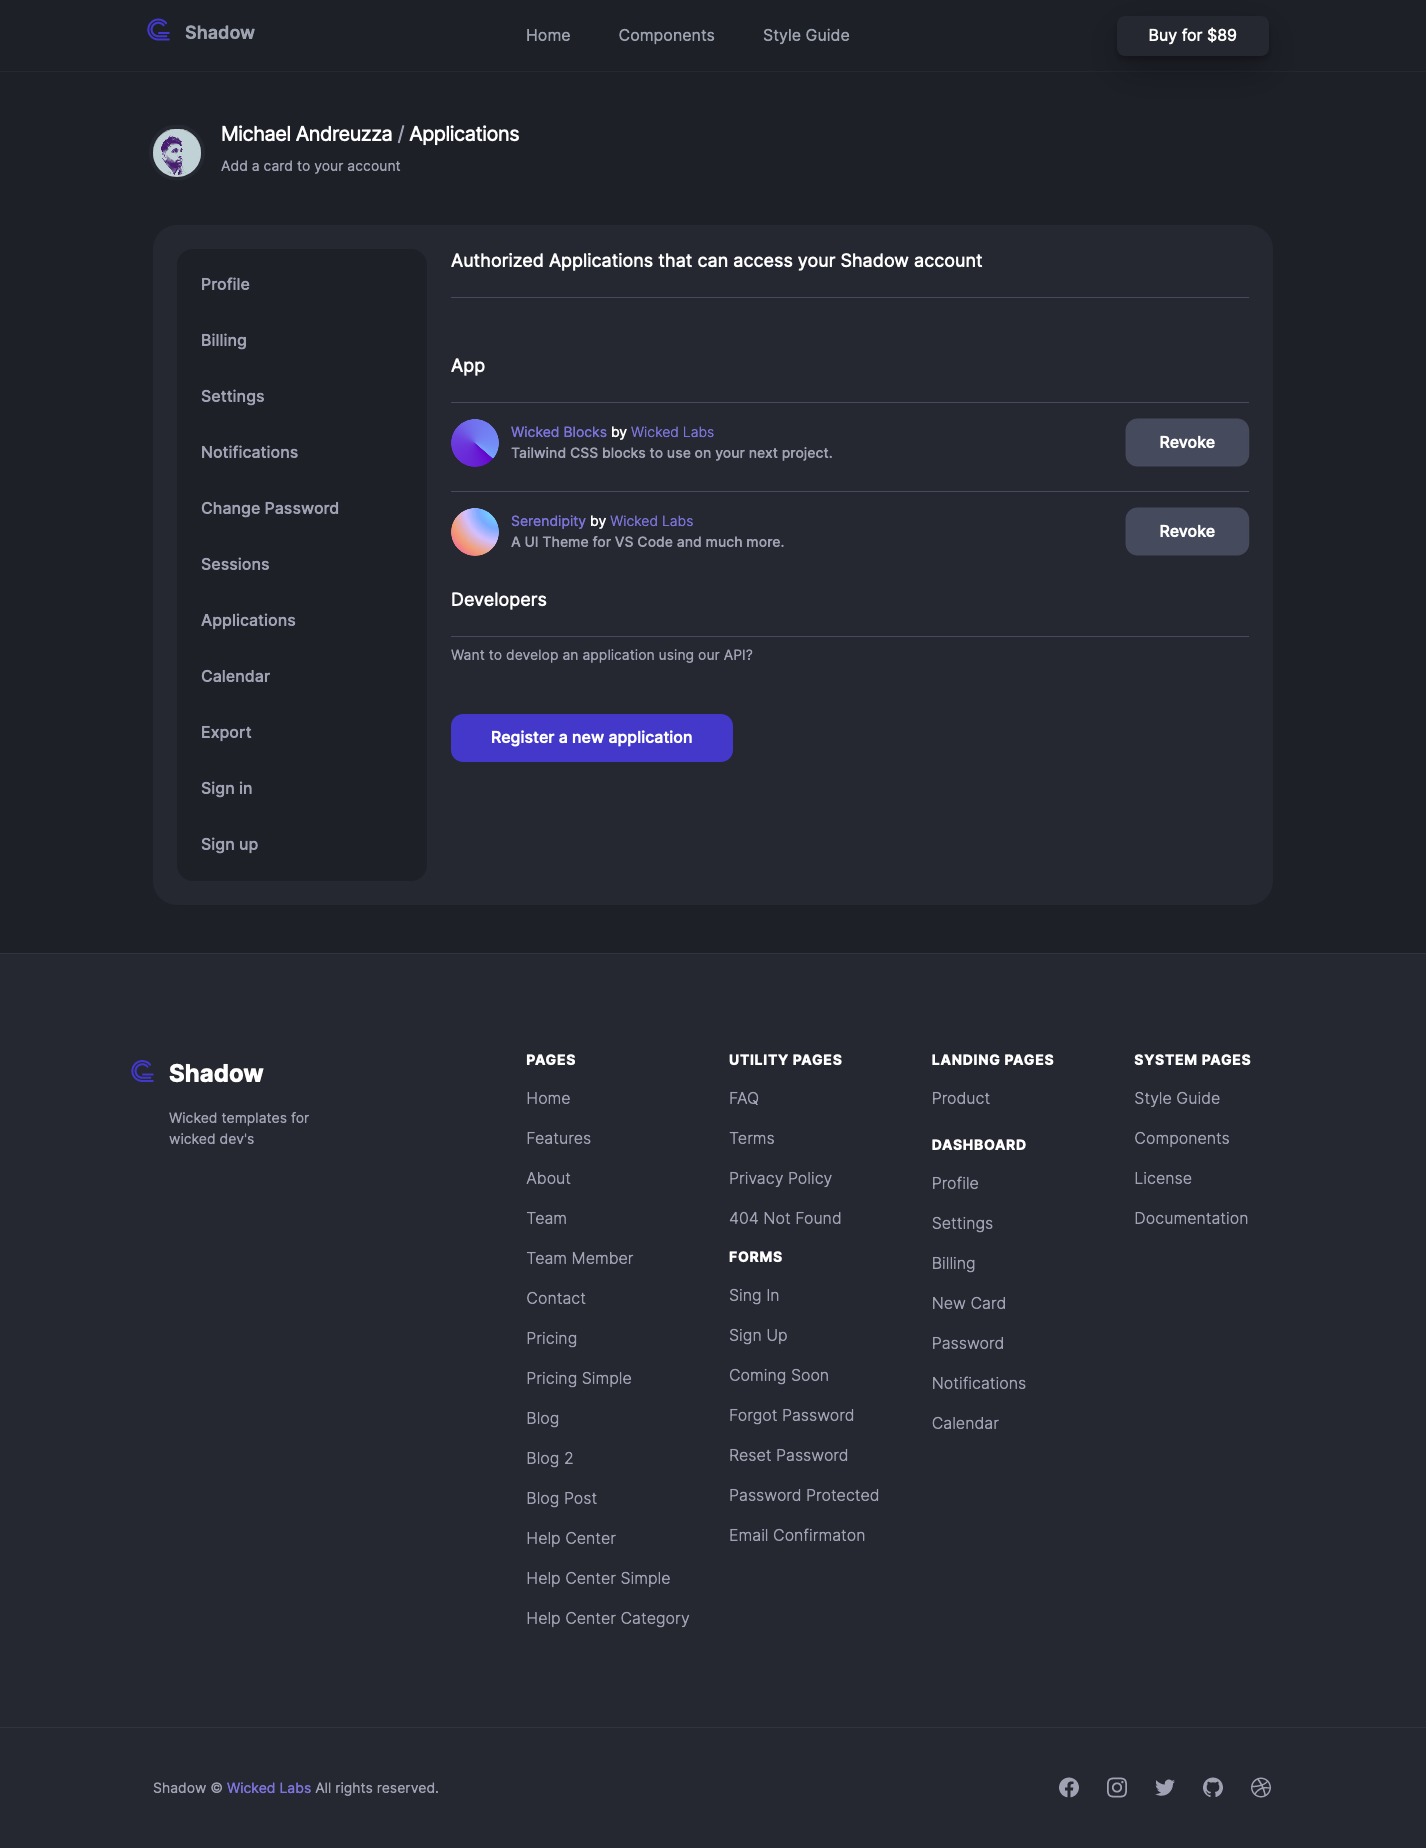 Shadow
Home
Components
Style Guide
Buy for $89
Michael Andreuzza / Applications
Add a card to your account
Profile
Billing
Settings
Notifications
Change Password
Sessions
Applications
Calendar
Export
Sign in
Sign up
Authorized Applications that can access your Shadow account
App
Wicked Blocks by Wicked Labs
Tailwind CSS blocks to use on your next project.
Revoke
Serendipity by Wicked Labs
A UI Theme for VS Code and much more.
Revoke
Developers
Want to develop an application using our API?
Register a new application
Shadow
Wicked templates for
wicked dev's
PAGES
Home
Features
About
Team
Team Member
Contact
Pricing
Pricing Simple
Blog
Blog 2
Blog Post
Help Center
Help Center Simple
Help Center Category
UTILITY PAGES
FAQ
Terms
Privacy Policy
404 Not Found
FORMS
Sing In
Sign Up
Coming Soon
Forgot Password
Reset Password
Password Protected
Email Confirmaton
LANDING PAGES
Product
DASHBOARD
Profile
Settings
Billing
New Card
Password
Notifications
Calendar
SYSTEM PAGES
Style Guide
Components
License
Documentation
Shadow © Wicked Labs All rights reserved.